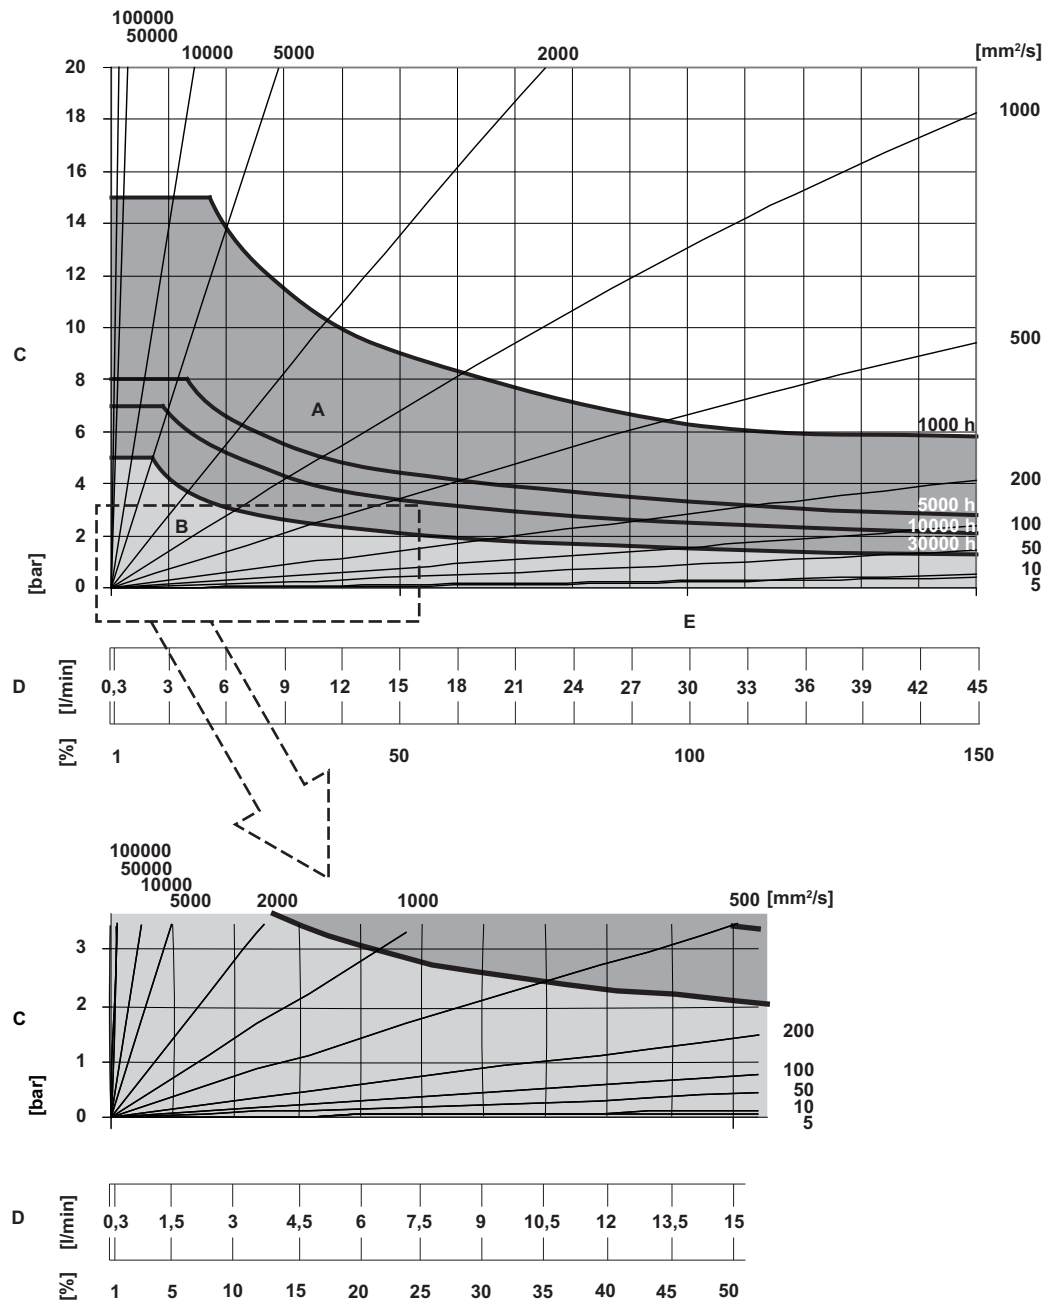 100000
50000
10000 5000 2000 [mm²/s]
20
18 1000
16
14
12
10
C 500
8
A
6 1000 h
4 200
5000 h
B 10000 h 100
2 30000 h 50
10
[bar] 0 5
E
D [l/min] 0,3 3 6 9 12 15 18 21 24 27 30 33 36 39 42 45
[%] 1 50 100 150
100000
50000
10000
5000 2000 1000 500 [mm²/s]
3
C 2
200
1 100
50
10
[bar] 0 5
D [l/min] 0,3 1,5 3 4,5 6 7,5 9 10,5 12 13,5 15
[%] 1 5 10 15 20 25 30 35 40 45 50